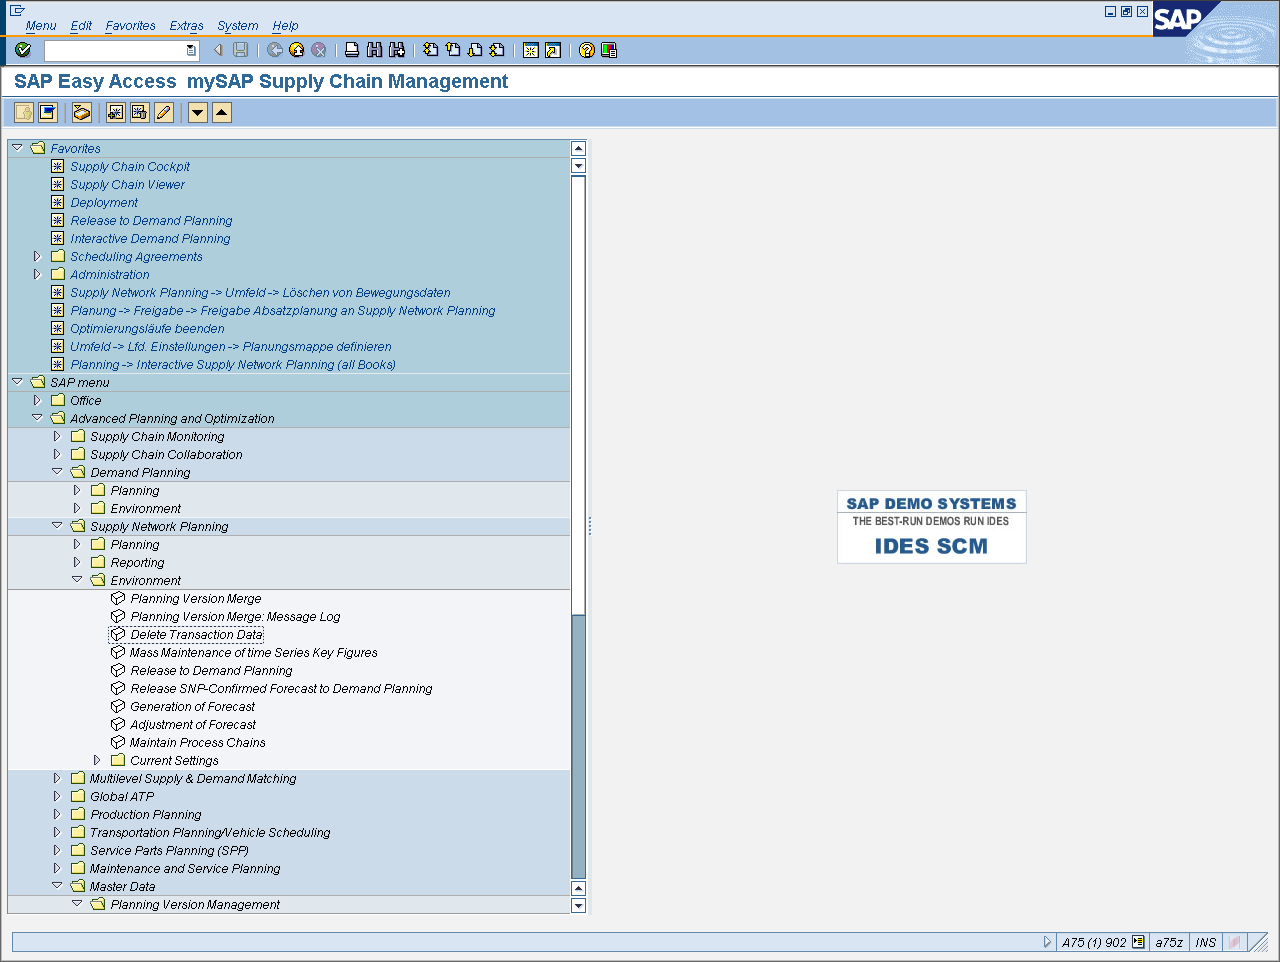 Menu Edit Favorites Extras System Help
SAP
SAP Easy Access mySAP Supply Chain Management
Favorites
Supply Chain Cockpit
Supply Chain Viewer
Deployment
Release to Demand Planning
Interactive Demand Planning
Scheduling Agreements
Administration
Supply Network Planning -> Umfeld -> Löschen von Bewegungsdaten
Planung -> Freigabe -> Freigabe Absatzplanung an Supply Network Planning
Optimierungsläufe beenden
Umfeld -> Lfd. Einstellungen -> Planungsmappe definieren
Planning -> Interactive Supply Network Planning (all Books)
SAP menu
Office
Advanced Planning and Optimization
Supply Chain Monitoring
Supply Chain Collaboration
Demand Planning
Planning
Environment
Supply Network Planning
Planning
Reporting
Environment
Planning Version Merge
Planning Version Merge: Message Log
Delete Transaction Data
Mass Maintenance of time Series Key Figures
Release to Demand Planning
Release SNP-Confirmed Forecast to Demand Planning
Generation of Forecast
Adjustment of Forecast
Maintain Process Chains
Current Settings
Multilevel Supply & Demand Matching
Global ATP
Production Planning
Transportation Planning/Vehicle Scheduling
Service Parts Planning (SPP)
Maintenance and Service Planning
Master Data
Planning Version Management
SAP DEMO SYSTEMS
THE BEST-RUN DEMOS RUN IDES
IDES SCM
A75 (1) 902 a75z INS